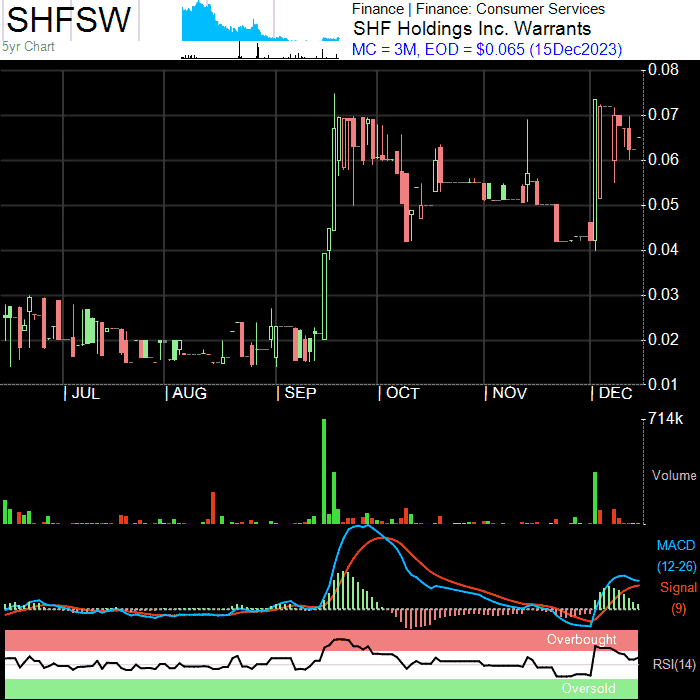 SHFSW
5yr Chart
Finance | Finance: Consumer Services
SHF Holdings Inc. Warrants
MC = 3M, EOD = $0.065 (15Dec2023)
0.08
0.07
0.06
0.05
0.04
0.03
0.02
0.01
JUL
AUG
SEP
OCT
NOV
DEC
714k
Volume
MACD
(12-26)
Signal
(9)
Overbought
RSI(14)
Oversold